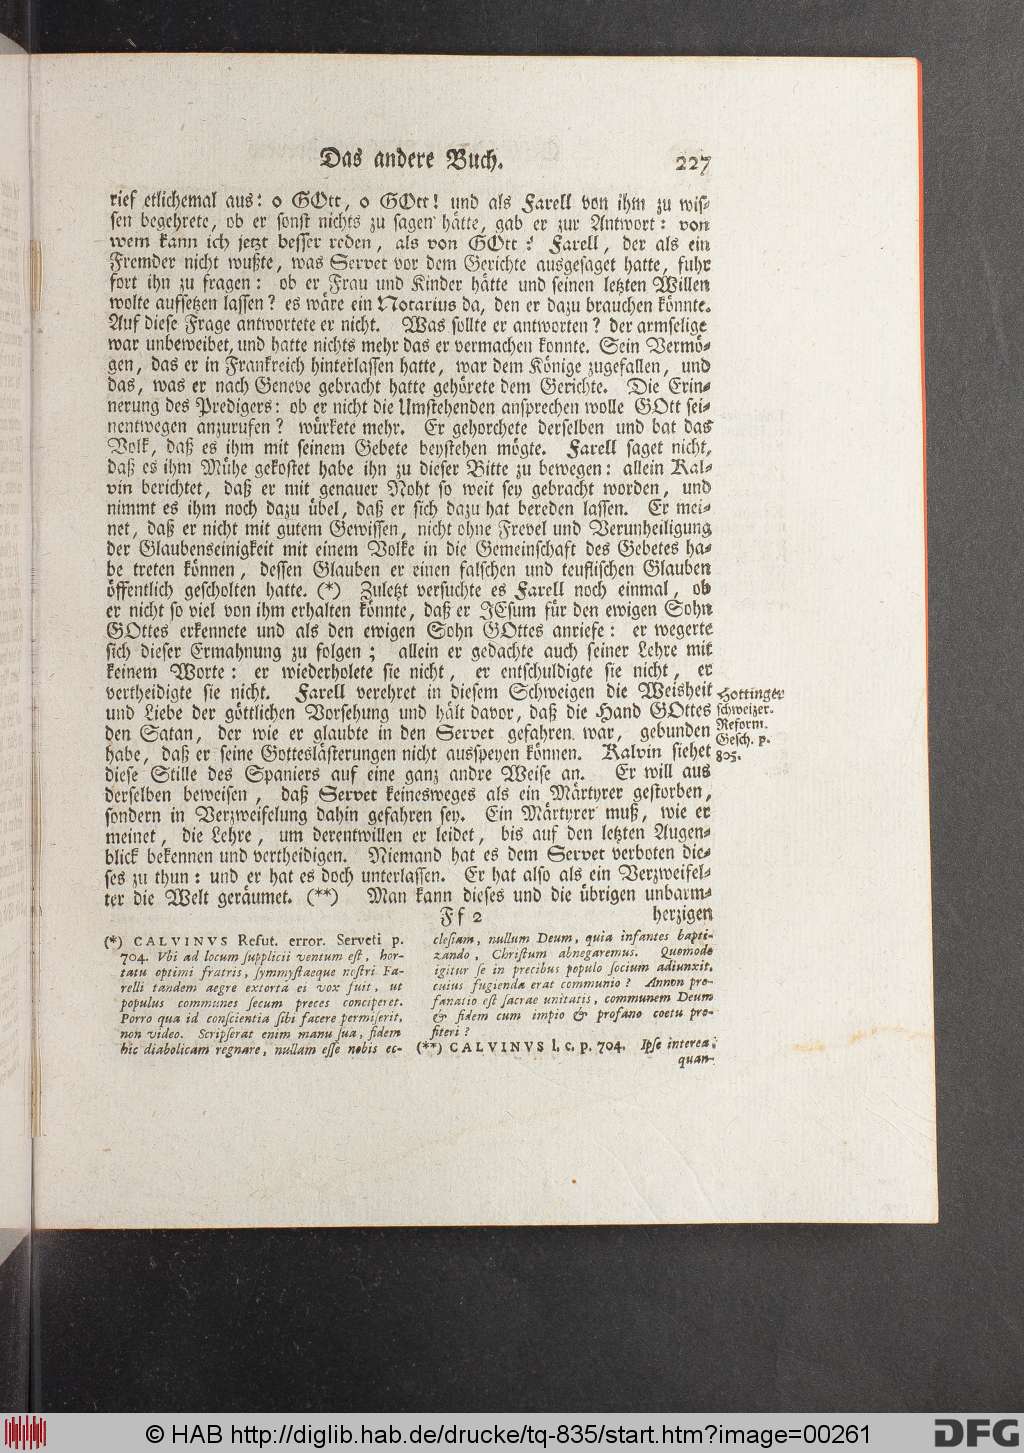 Das andere Buch. 227
rief etlichemal aus: o GOtt, o GOtt! und als Farell von ihm zu wis-
sen begehrete, ob er sonst nichts zu sagen hätte, gab er zur Antwort: von
wem kann ich jetzt besser reden, als von GOtt? Farell, der als ein
Fremder nicht wußte, was Servet vor dem Gerichte ausgesaget hatte, fuhr
fort ihn zu fragen: ob er Frau und Kinder hätte und seinen letzten Willen
wolte aufsetzen lassen? es wäre ein Notarius da, den er dazu brauchen könnte.
Auf diese Frage antwortete er nicht. Was sollte er antworten? der armselige
war unbeweibet, und hatte nichts mehr das er vermachen konnte. Sein Vermö-
gen, das er in Frankreich hinterlassen hatte, war dem Könige zugefallen, und
das, was er nach Geneve gebracht hatte gehörete dem Gerichte. Die Erin-
nerung des Predigers: ob er nicht die Umstehenden ansprechen wolle GOtt sei-
nentwegen anzurufen? würkete mehr. Er gehorchete derselben und bat das
Volk, daß es ihm mit seinem Gebete beystehen mögte. Farell saget nicht,
daß es ihm Mühe gekostet habe ihn zu dieser Bitte zu bewegen: allein Kal-
vin berichtet, daß er mit genauer Noht so weit sey gebracht worden, und
nimmt es ihm noch dazu übel, daß er sich dazu hat bereden lassen. Er mei-
net, daß er nicht mit gutem Gewissen, nicht ohne Frevel und Verunheiligung
der Glaubenseinigkeit mit einem Volke in die Gemeinschaft des Gebetes ha-
be treten können, dessen Glauben er einen falschen und teuflischen Glauben
öffentlich gescholten hatte. (*) Zuletzt versuchte es Farell noch einmal, ob
er nicht so viel von ihm erhalten könnte, daß er JEsum für den ewigen Sohn
GOttes erkennete und als den ewigen Sohn GOttes anriefe: er wegerte
sich dieser Ermahnung zu folgen; allein er gedachte auch seiner Lehre mit
keinem Worte: er wiederholete sie nicht, er entschuldigte sie nicht, er
vertheidigte sie nicht. Farell verehret in diesem Schweigen die Weisheit
und Liebe der göttlichen Vorsehung und hält davor, daß die Hand GOttes
den Satan, der wie er glaubte in den Servet gefahren war, gebunden
habe, daß er seine Gotteslästerungen nicht ausspeyen können. Kalvin siehet
diese Stille des Spaniers auf eine ganz andre Weise an. Er will aus
derselben beweisen, daß Servet keinesweges als ein Märtyrer gestorben,
sondern in Verzweifelung dahin gefahren sey. Ein Märtyrer muß, wie er
meinet, die Lehre, um derentwillen er leidet, bis auf den letzten Augen-
blick bekennen und vertheidigen. Niemand hat es dem Servet verboten die-
ses zu thun: und er hat es doch unterlassen. Er hat also als ein Verzweifel-
ter die Welt geräumet. (**) Man kann dieses und die übrigen unbarm-
Ff 2 herzigen
Hottinger
schweizer.
Reform.
Gesch. p.
805.
(*) CALVINVS Refut. error. Serveti p.
704. Vbi ad locum supplicii ventum est, hor-
tatu optimi fratris, symmystaeque nostri Fa-
relli tandem aegre extorta ei vox fuit, ut
populus communes secum preces conciperet.
Porro qua id conscientia sibi facere permiserit,
non video. Scripserat enim manu sua, fidem
hic diabolicam regnare, nullam esse nobis ec-
clesiam, nullum Deum, quia infantes bapti-
zando, Christum abnegaremus. Quomodo
igitur se in precibus populo socium adiunxit,
cuius fugienda erat communio? Annon pro-
fanatio est sacrae unitatis, communem Deum
& fidem cum impio & profano coetu pro-
fiteri?
(**) CALVINVS l. c. p. 704. Ipse interea,
quan-
© HAB http://diglib.hab.de/drucke/tq-835/start.htm?image=00261
DFG